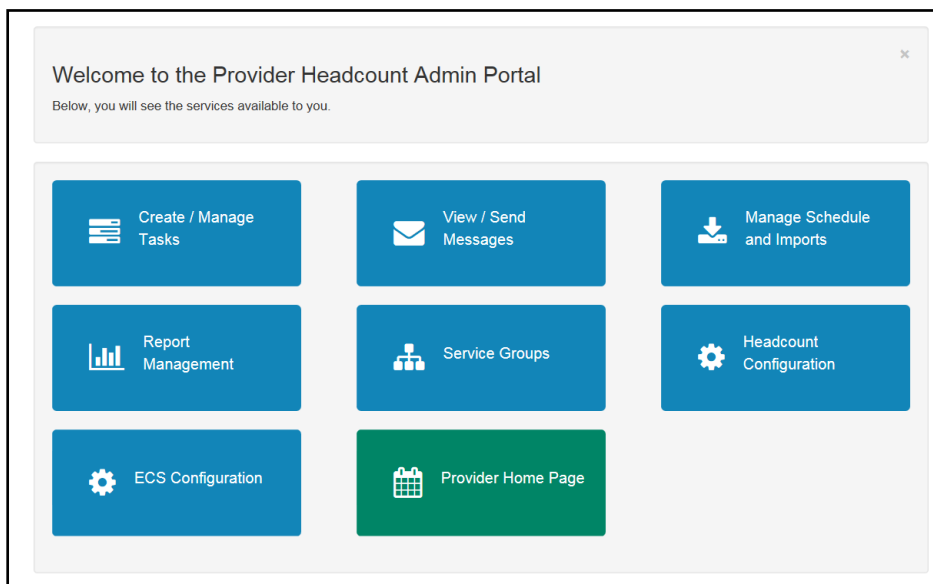 Welcome to the Provider Headcount Admin Portal
×
Below, you will see the services available to you.
Create / Manage
Tasks
View / Send
Messages
Manage Schedule
and Imports
Report
Management
Service Groups
Headcount
Configuration
ECS Configuration
Provider Home Page